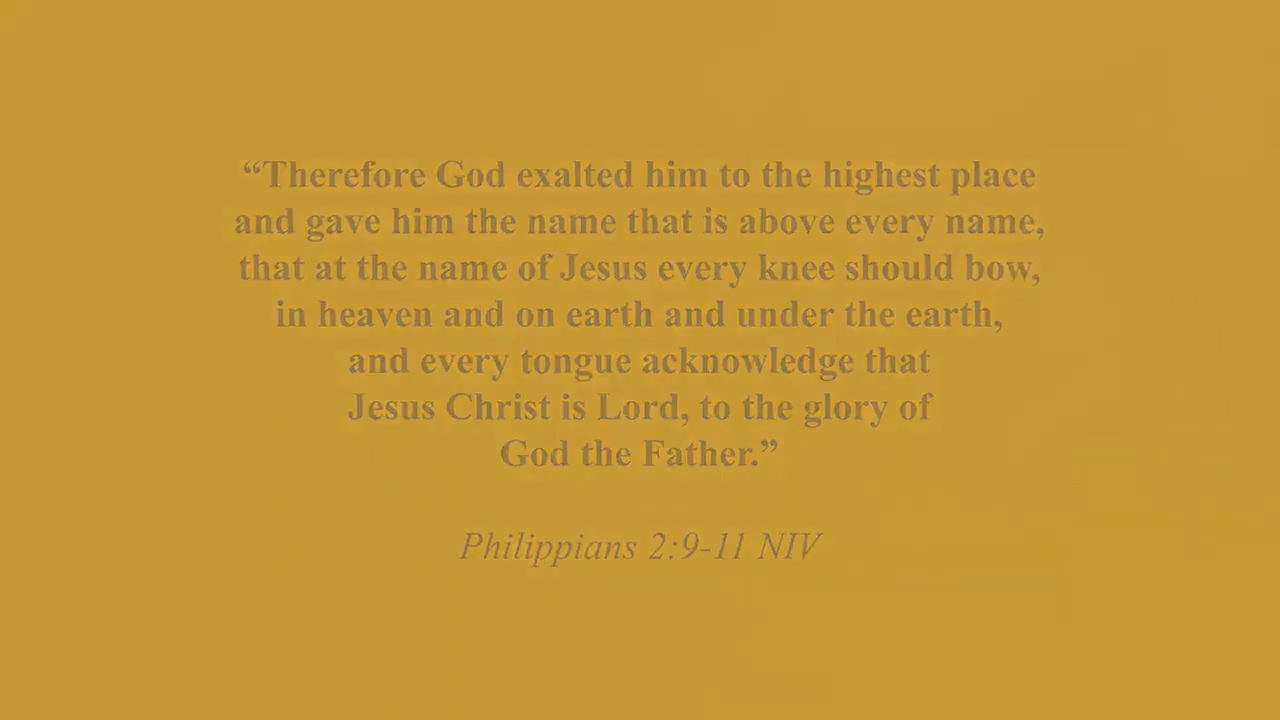 “Therefore God exalted him to the highest place
and gave him the name that is above every name,
that at the name of Jesus every knee should bow,
in heaven and on earth and under the earth,
and every tongue acknowledge that
Jesus Christ is Lord, to the glory of
God the Father.”
Philippians 2:9-11 NIV